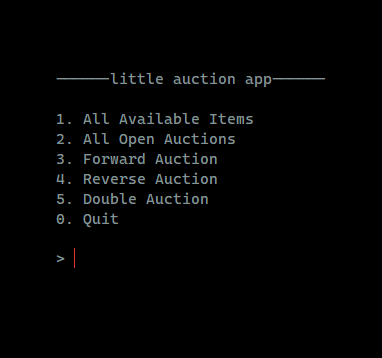 ——————little auction app——————
1. All Available Items
2. All Open Auctions
3. Forward Auction
4. Reverse Auction
5. Double Auction
0. Quit
>